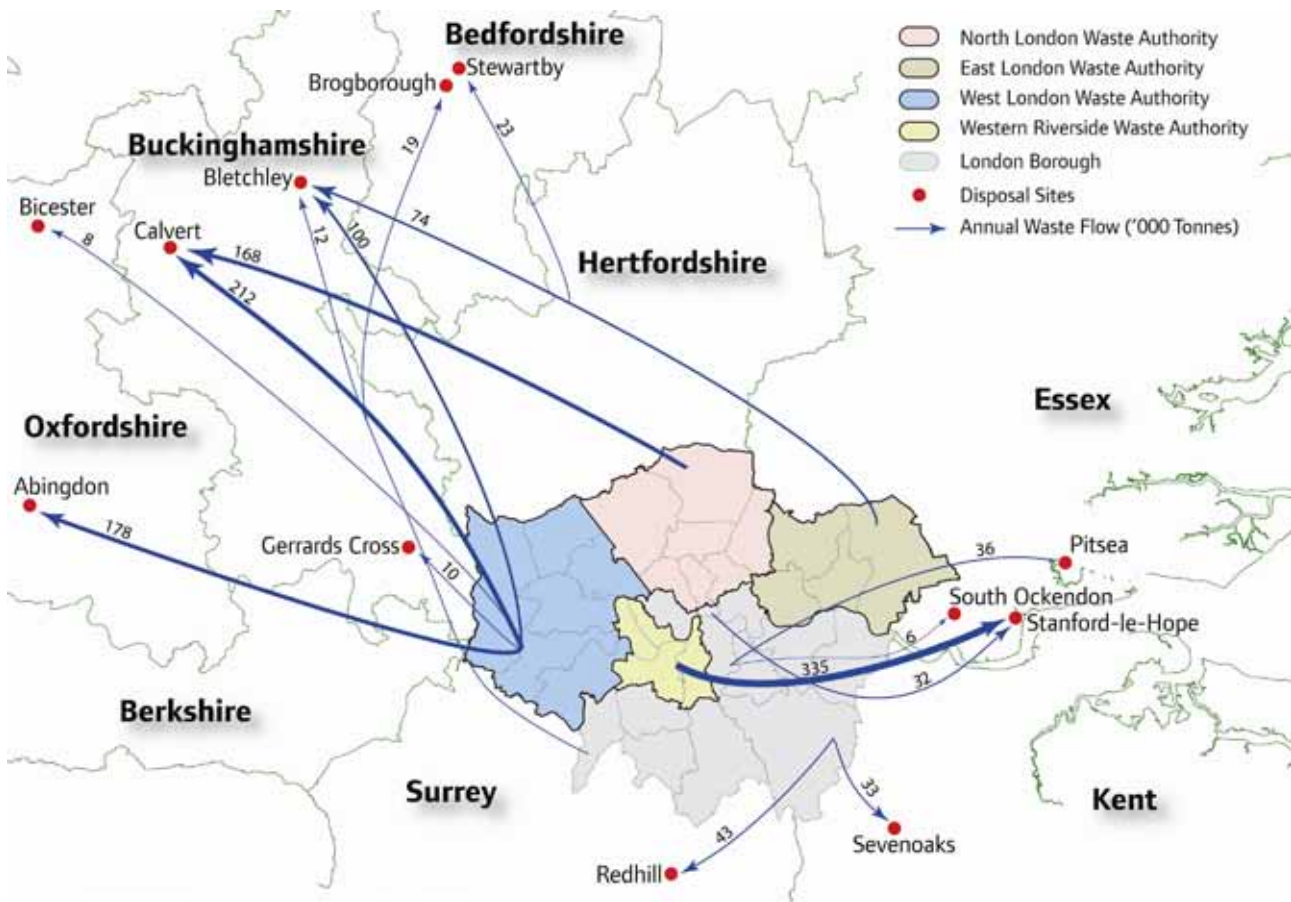 Bedfordshire
Stewartby
Brogborough
Buckinghamshire
Bletchley
Bicester
Calvert
Hertfordshire
Oxfordshire
Abingdon
Gerrards Cross
Essex
Pitsea
South Ockendon
Stanford-le-Hope
Berkshire
Surrey
Kent
Sevenoaks
Redhill
North London Waste Authority
East London Waste Authority
West London Waste Authority
Western Riverside Waste Authority
London Borough
Disposal Sites
Annual Waste Flow ('000 Tonnes)
23
19
74
100
12
8
168
212
178
10
36
6
335
32
33
43